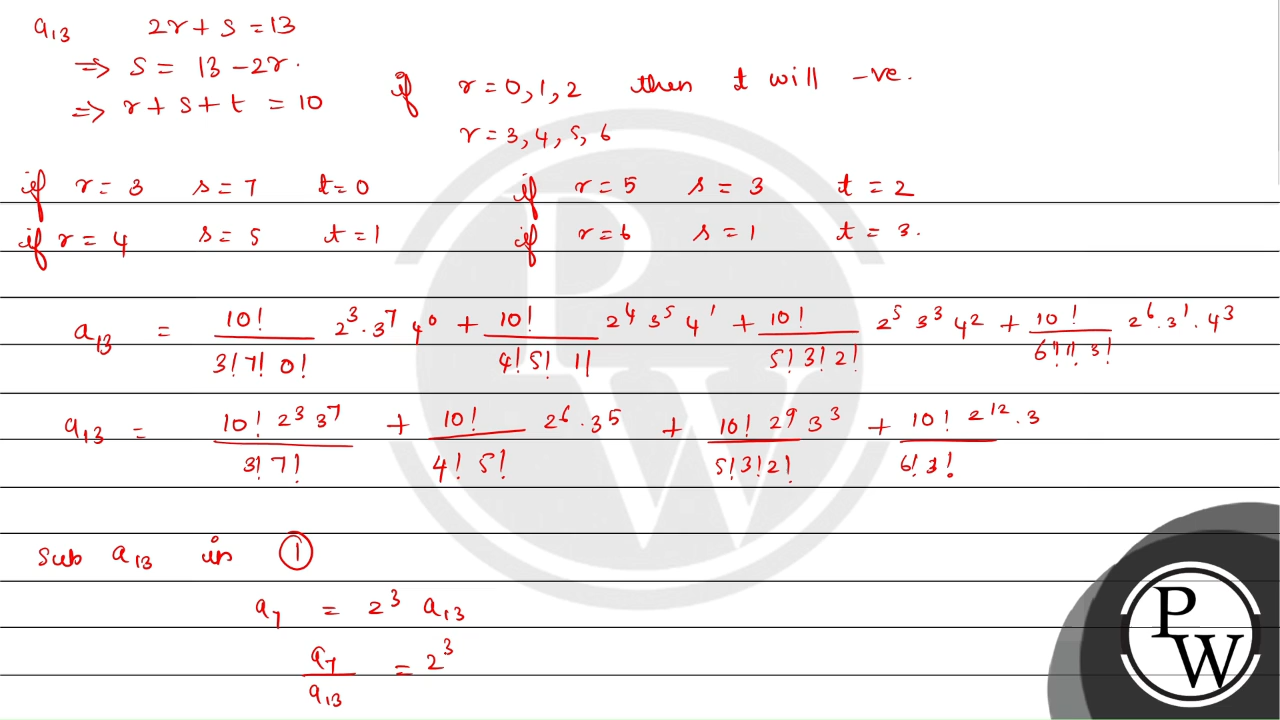 a₁₃ 2r + s = 13
⇒ s = 13 – 2r.
⇒ r + s + t = 10 if r = 0, 1, 2 then t will -ve.
r = 3, 4, 5, 6
if r = 3 s = 7 t = 0 if r = 5 s = 3 t = 2
if r = 4 s = 5 t = 1 if r = 6 s = 1 t = 3.
a₁₃ = 10!/(3! 7! 0!) 2³·3⁷ 4⁰ + 10!/(4! 5! 1!) 2⁴ 3⁵ 4¹ + 10!/(5! 3! 2!) 2⁵ 3³ 4² + 10!/(6! 1! 3!) 2⁶·3¹·4³
a₁₃ = 10! 2³ 3⁷/(3! 7!) + 10!/(4! 5!) 2⁶·3⁵ + 10! 2⁹ 3³/(5! 3! 2!) + 10! 2¹²·3/(6! 3!)
Sub a₁₃ in ①
a₇ = 2³ a₁₃
a₇/a₁₃ = 2³
PW
PW